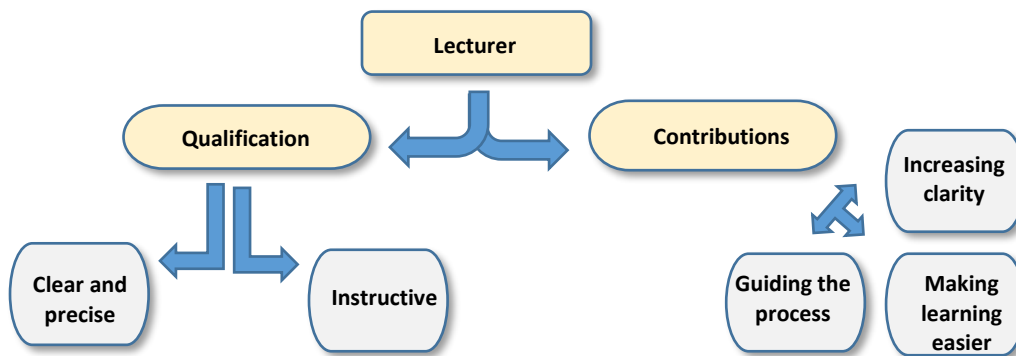 Lecturer
Qualification
Contributions
Increasing
clarity
Clear and
precise
Instructive
Guiding the
process
Making
learning
easier